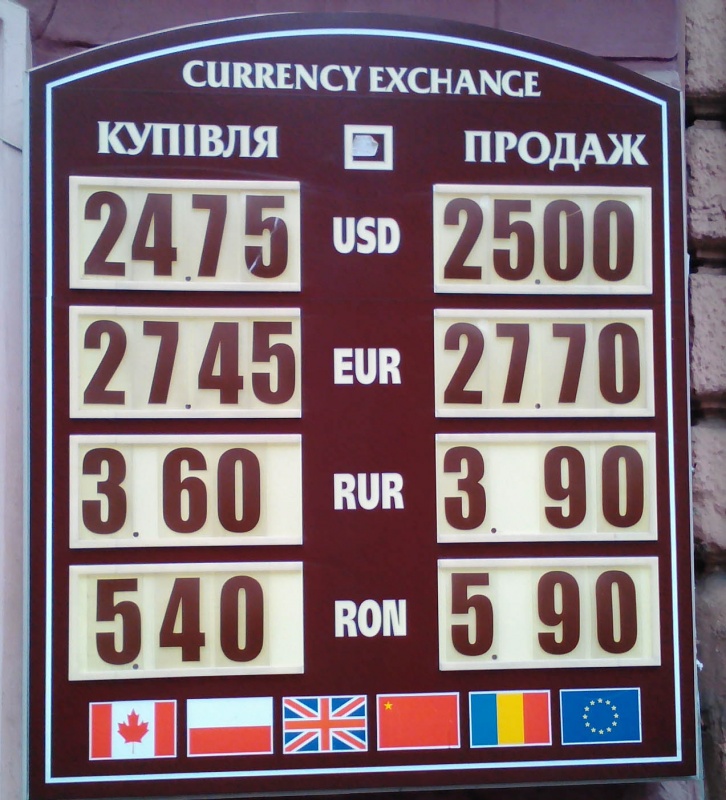 CURRENCY EXCHANGE
КУПІВЛЯ ПРОДАЖ
24.75 USD 25.00
27.45 EUR 27.70
3.60 RUR 3.90
5.40 RON 5.90